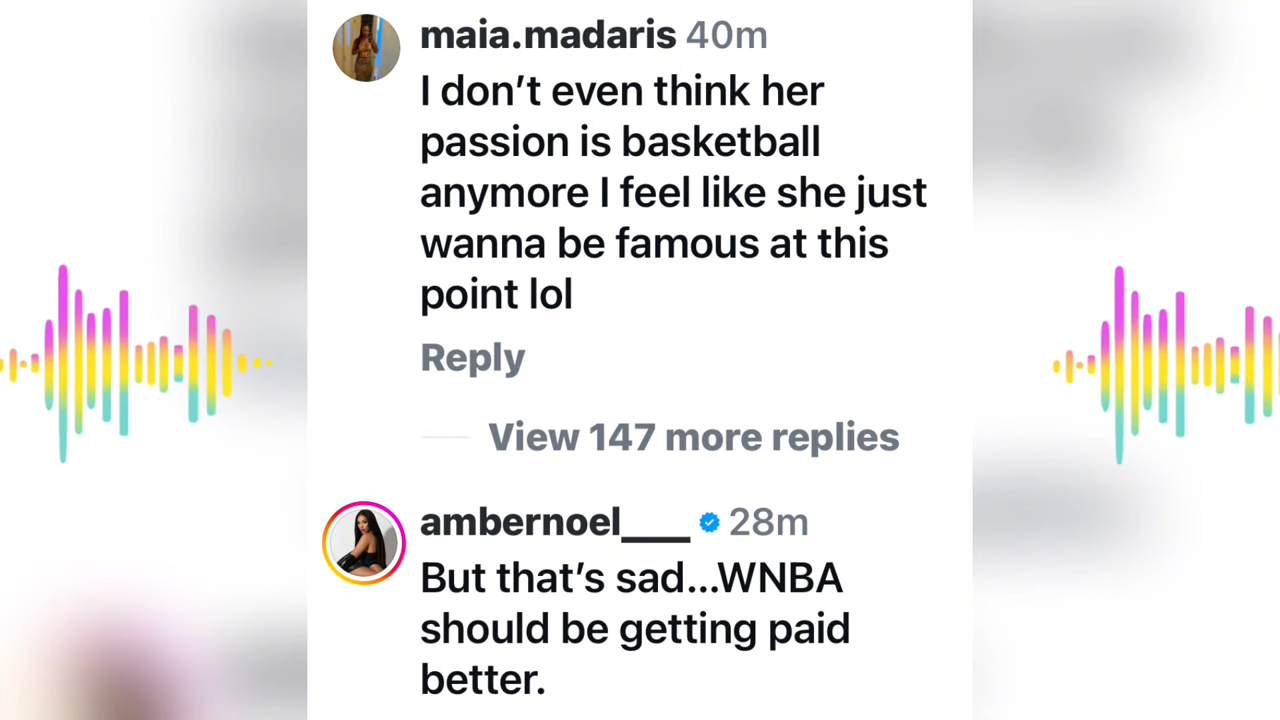 maia.madaris 40m
I don’t even think her
passion is basketball
anymore I feel like she just
wanna be famous at this
point lol
Reply
View 147 more replies
ambernoel____ 28m
But that’s sad...WNBA
should be getting paid
better.